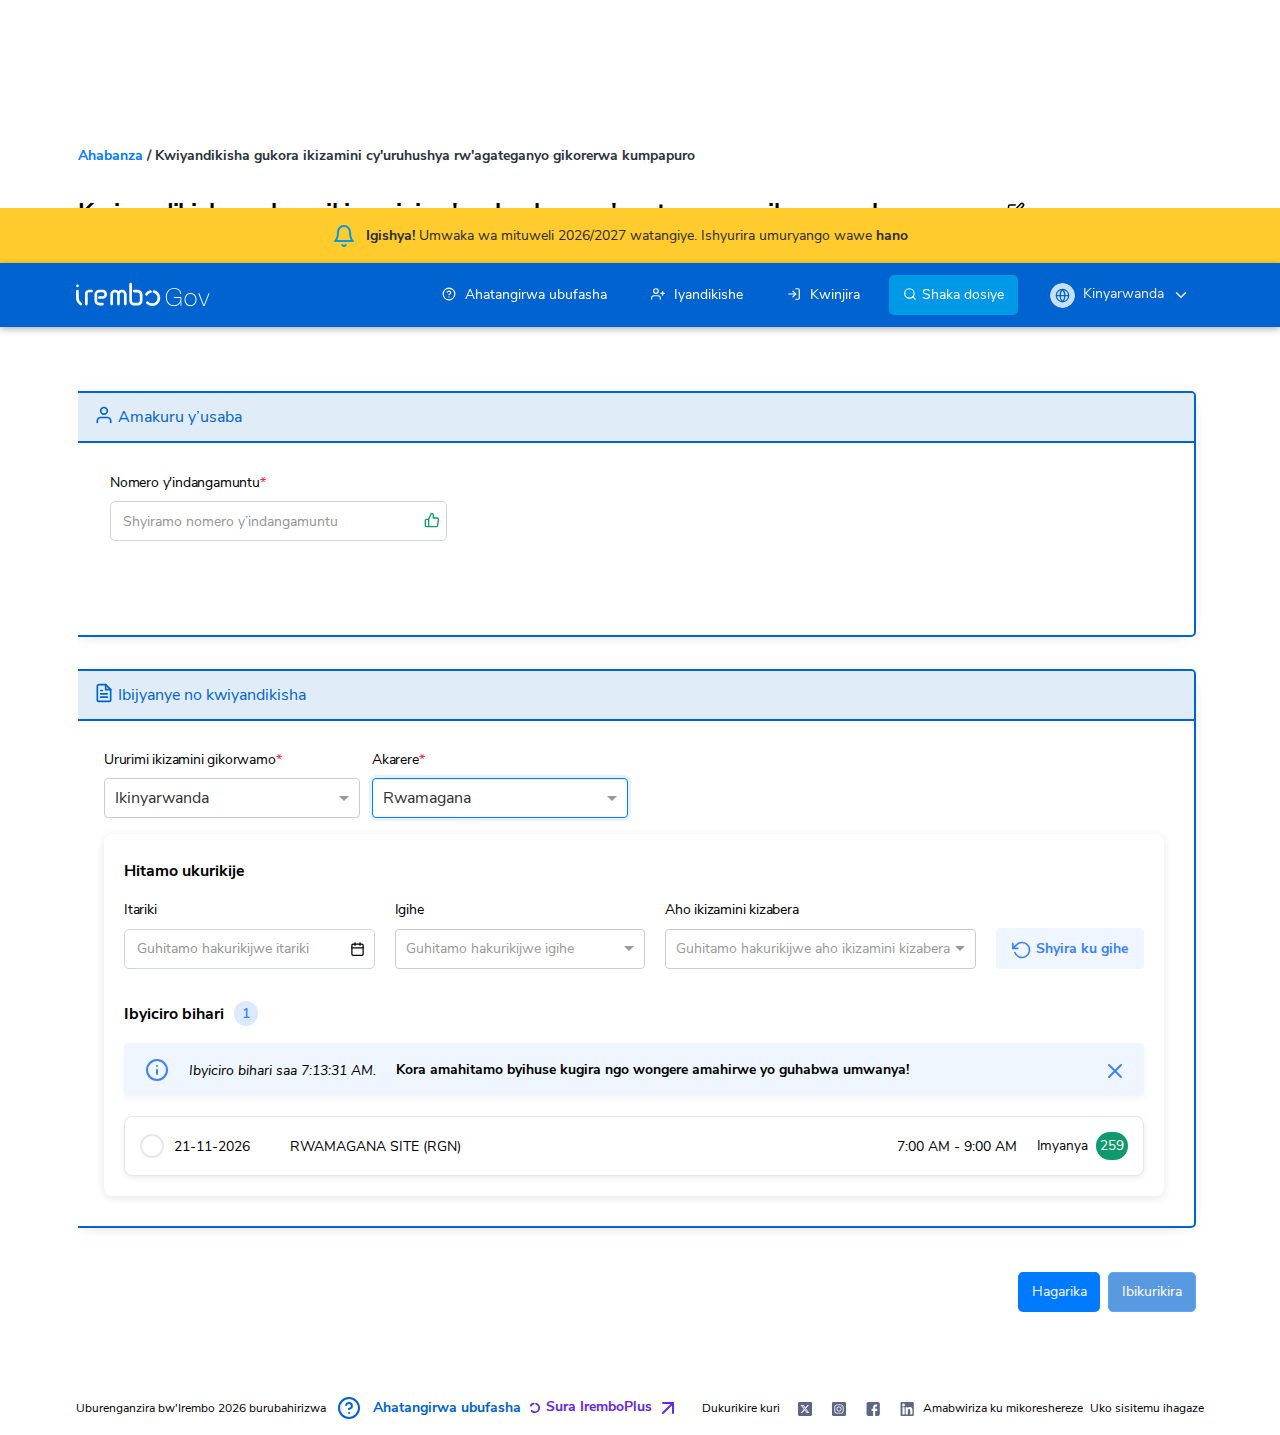 Ahabanza / Kwiyandikisha gukora ikizamini cy'uruhushya rw'agateganyo gikorerwa kumpapuro
Igishya! Umwaka wa mituweli 2026/2027 watangiye. Ishyurira umuryango wawe hano
irembo Gov
Ahatangirwa ubufasha
Iyandikishe
Kwinjira
Shaka dosiye
Kinyarwanda
Amakuru y’usaba
Nomero y'indangamuntu*
Shyiramo nomero y’indangamuntu
Ibijyanye no kwiyandikisha
Ururimi ikizamini gikorwamo* Akarere*
Ikinyarwanda Rwamagana
Hitamo ukurikije
Itariki Igihe Aho ikizamini kizabera
Guhitamo hakurikijwe itariki Guhitamo hakurikijwe igihe Guhitamo hakurikijwe aho ikizamini kizabera Shyira ku gihe
Ibyiciro bihari 1
Ibyiciro bihari saa 7:13:31 AM. Kora amahitamo byihuse kugira ngo wongere amahirwe yo guhabwa umwanya!
21-11-2026 RWAMAGANA SITE (RGN) 7:00 AM - 9:00 AM Imyanya 259
Hagarika Ibikurikira
Uburenganzira bw'Irembo 2026 burubahirizwa Ahatangirwa ubufasha Sura IremboPlus Dukurikire kuri Amabwiriza ku mikoreshereze Uko sisitemu ihagaze